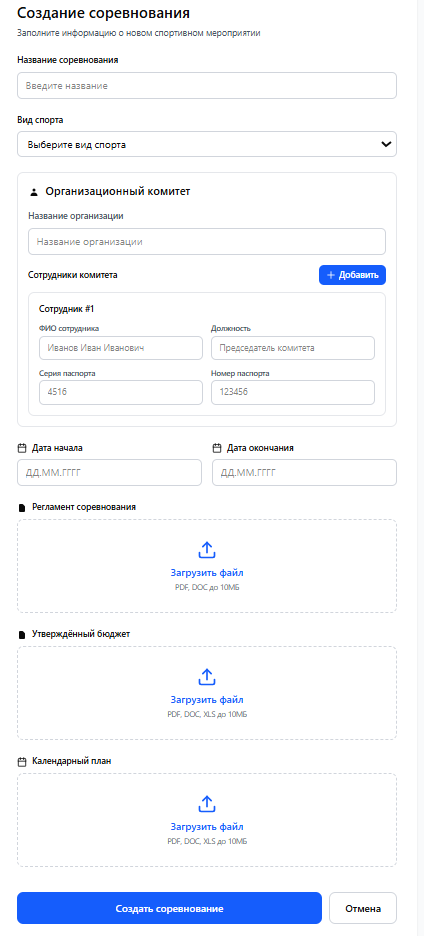 Создание соревнования
Заполните информацию о новом спортивном мероприятии
Название соревнования
Введите название
Вид спорта
Выберите вид спорта
Организационный комитет
Название организации
Название организации
Сотрудники комитета
+ Добавить
Сотрудник #1
ФИО сотрудника Должность
Иванов Иван Иванович Председатель комитета
Серия паспорта Номер паспорта
4516 123456
Дата начала Дата окончания
ДД.ММ.ГГГГ ДД.ММ.ГГГГ
Регламент соревнования
Загрузить файл
PDF, DOC до 10МБ
Утверждённый бюджет
Загрузить файл
PDF, DOC, XLS до 10МБ
Календарный план
Загрузить файл
PDF, DOC, XLS до 10МБ
Создать соревнование Отмена